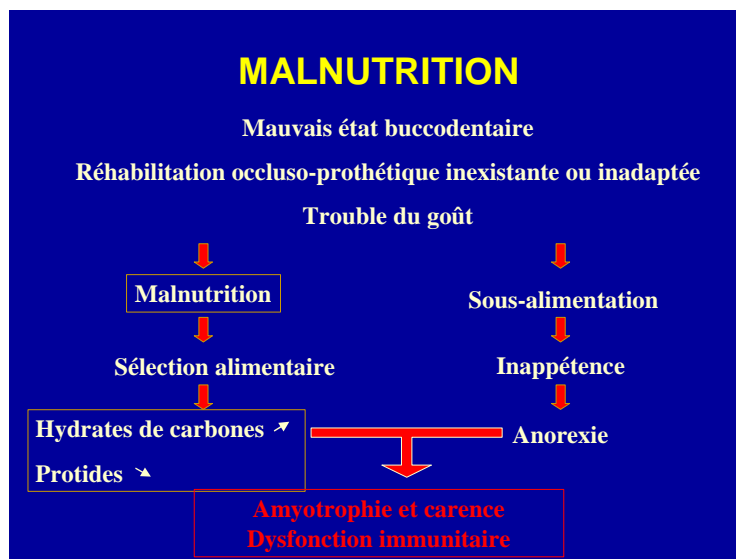 MALNUTRITION
Mauvais état buccodentaire
Réhabilitation occluso-prothétique inexistante ou inadaptée
Trouble du goût
Malnutrition
Sous-alimentation
Sélection alimentaire
Inappétence
Hydrates de carbones
Anorexie
Protides
Amyotrophie et carence
Dysfonction immunitaire